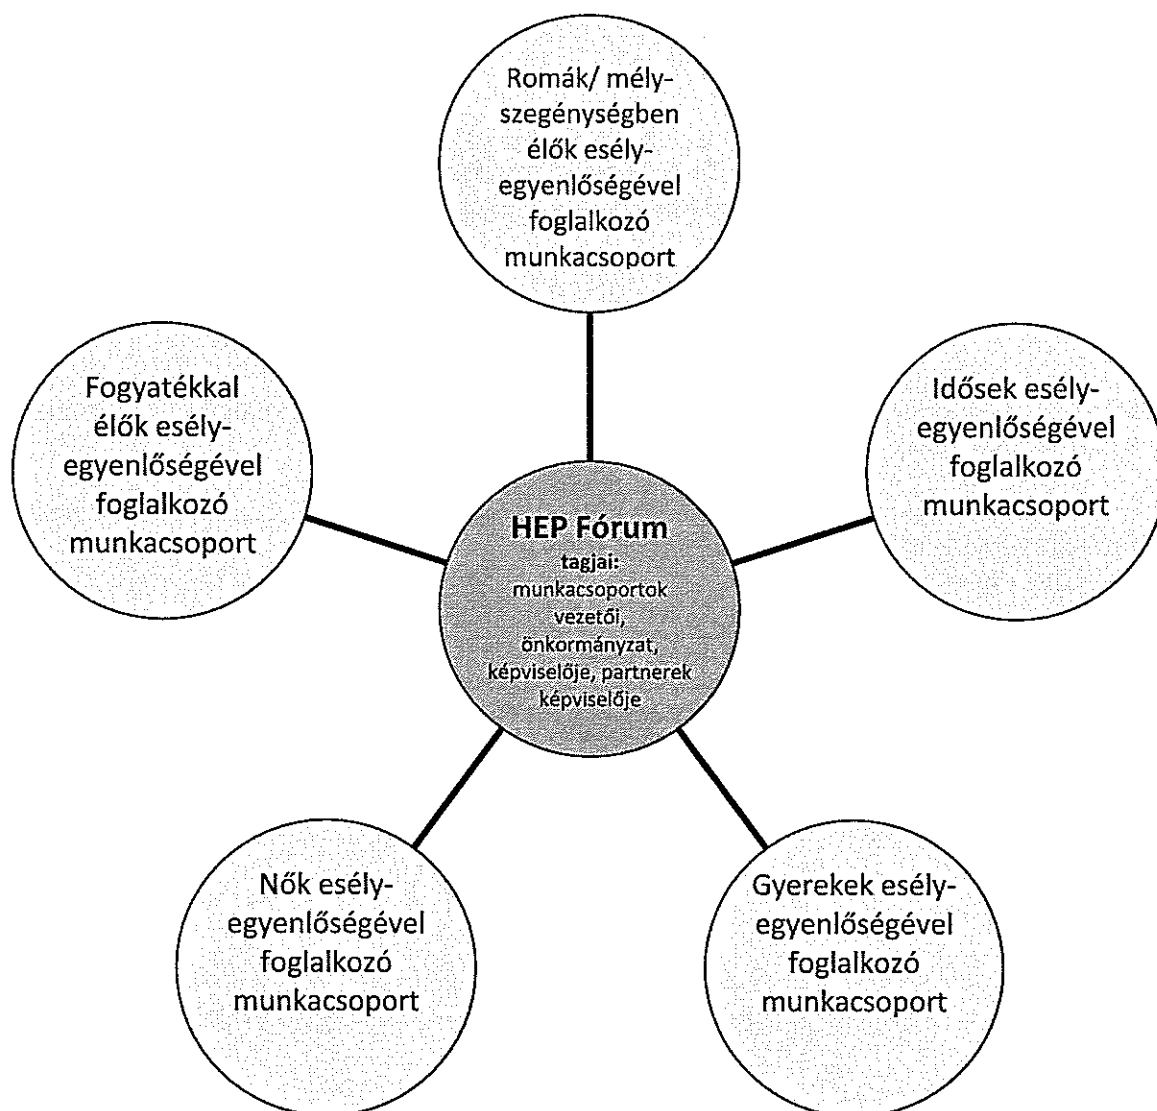 Romák/ mély-
szegénységben
élők esély-
egyenlőségével
foglalkozó
munkacsoport
Fogyatékkal
élők esély-
egyenlőségével
foglalkozó
munkacsoport
Idősek esély-
egyenlőségével
foglalkozó
munkacsoport
HEP Fórum
tagjai:
munkacsoportok
vezetői,
önkormányzat,
képviselője, partnerek
képviselője
Nők esély-
egyenlőségével
foglalkozó
munkacsoport
Gyerekek esély-
egyenlőségével
foglalkozó
munkacsoport